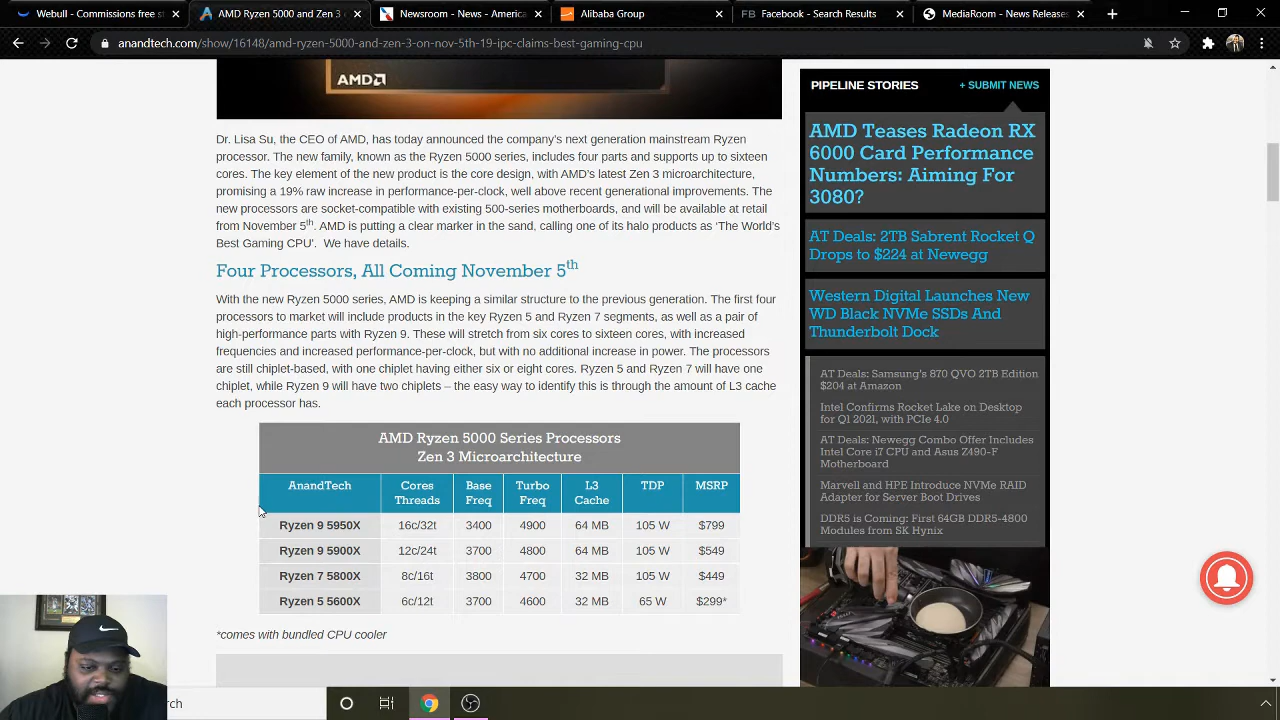 Webull - Commissions free s
AMD Ryzen 5000 and Zen 3
Newsroom - News - America
Alibaba Group
FB Facebook - Search Results
MediaRoom - News Releases
anandtech.com/show/16148/amd-ryzen-5000-and-zen-3-on-nov-5th-19-ipc-claims-best-gaming-cpu
AMD
Dr. Lisa Su, the CEO of AMD, has today announced the company's next generation mainstream Ryzen
processor. The new family, known as the Ryzen 5000 series, includes four parts and supports up to sixteen
cores. The key element of the new product is the core design, with AMD's latest Zen 3 microarchitecture,
promising a 19% raw increase in performance-per-clock, well above recent generational improvements. The
new processors are socket-compatible with existing 500-series motherboards, and will be available at retail
from November 5th. AMD is putting a clear marker in the sand, calling one of its halo products as 'The World's
Best Gaming CPU'. We have details.
Four Processors, All Coming November 5th
With the new Ryzen 5000 series, AMD is keeping a similar structure to the previous generation. The first four
processors to market will include products in the key Ryzen 5 and Ryzen 7 segments, as well as a pair of
high-performance parts with Ryzen 9. These will stretch from six cores to sixteen cores, with increased
frequencies and increased performance-per-clock, but with no additional increase in power. The processors
are still chiplet-based, with one chiplet having either six or eight cores. Ryzen 5 and Ryzen 7 will have one
chiplet, while Ryzen 9 will have two chiplets – the easy way to identify this is through the amount of L3 cache
each processor has.
AMD Ryzen 5000 Series Processors
Zen 3 Microarchitecture
AnandTech Cores Threads Base Freq Turbo Freq L3 Cache TDP MSRP
Ryzen 9 5950X 16c/32t 3400 4900 64 MB 105 W $799
Ryzen 9 5900X 12c/24t 3700 4800 64 MB 105 W $549
Ryzen 7 5800X 8c/16t 3800 4700 32 MB 105 W $449
Ryzen 5 5600X 6c/12t 3700 4600 32 MB 65 W $299*
*comes with bundled CPU cooler
PIPELINE STORIES
+ SUBMIT NEWS
AMD Teases Radeon RX
6000 Card Performance
Numbers: Aiming For
3080?
AT Deals: 2TB Sabrent Rocket Q
Drops to $224 at Newegg
Western Digital Launches New
WD Black NVMe SSDs And
Thunderbolt Dock
AT Deals: Samsung's 870 QVO 2TB Edition
$204 at Amazon
Intel Confirms Rocket Lake on Desktop
for Q1 2021, with PCIe 4.0
AT Deals: Newegg Combo Offer Includes
Intel Core i7 CPU and Asus Z490-F
Motherboard
Marvell and HPE Introduce NVMe RAID
Adapter for Server Boot Drives
DDR5 is Coming: First 64GB DDR5-4800
Modules from SK Hynix
rch